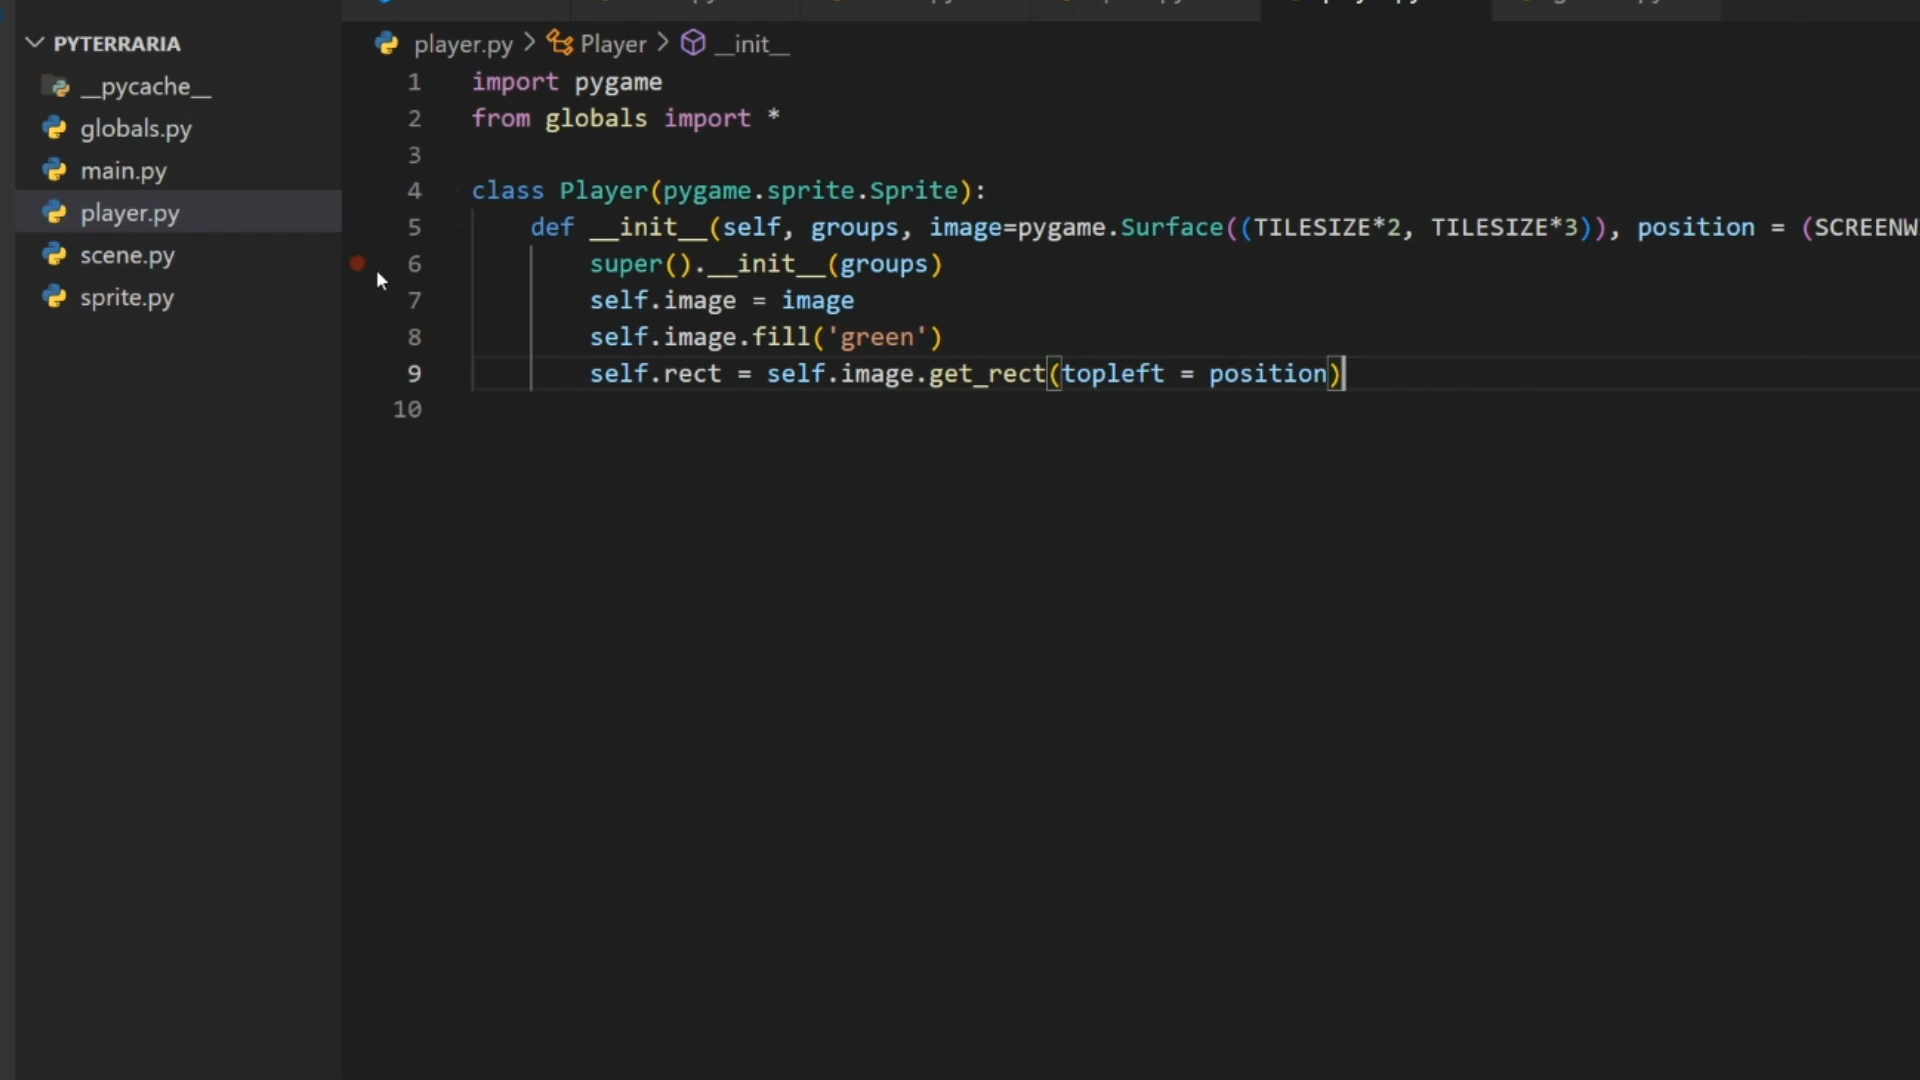 PYTERRARIA
__pycache__
globals.py
main.py
player.py
scene.py
sprite.py
player.py > Player > __init__
1 import pygame
2 from globals import *
3
4 class Player(pygame.sprite.Sprite):
5 def __init__(self, groups, image=pygame.Surface((TILESIZE*2, TILESIZE*3)), position = (SCREENW
6 super().__init__(groups)
7 self.image = image
8 self.image.fill('green')
9 self.rect = self.image.get_rect(topleft = position)
10